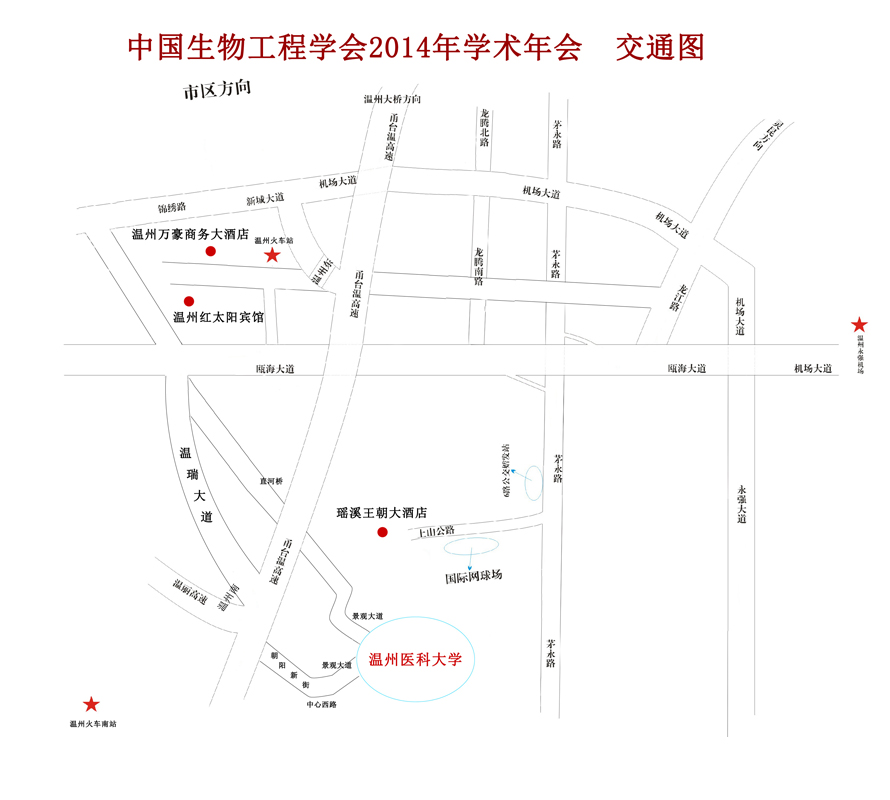 中国生物工程学会2014年学术年会 交通图
市区方向
温州大桥方向
甬台温高速
龙腾北路
茅永路
灵昆方向
锦绣路
新城大道
机场大道
机场大道
机场大道
温州万豪商务大酒店
温州火车站
温州东
甬台温高速
龙腾南路
茅永路
龙江路
机场大道
温州红太阳宾馆
温州永强机场
瓯海大道
瓯海大道
机场大道
温瑞大道
直河桥
6路公交始发站
茅永路
永强大道
瑶溪王朝大酒店
上山公路
国际网球场
甬台温高速
温丽高速
温州南
景观大道
温州医科大学
景观大道
朝阳新街
中心西路
茅永路
温州火车南站